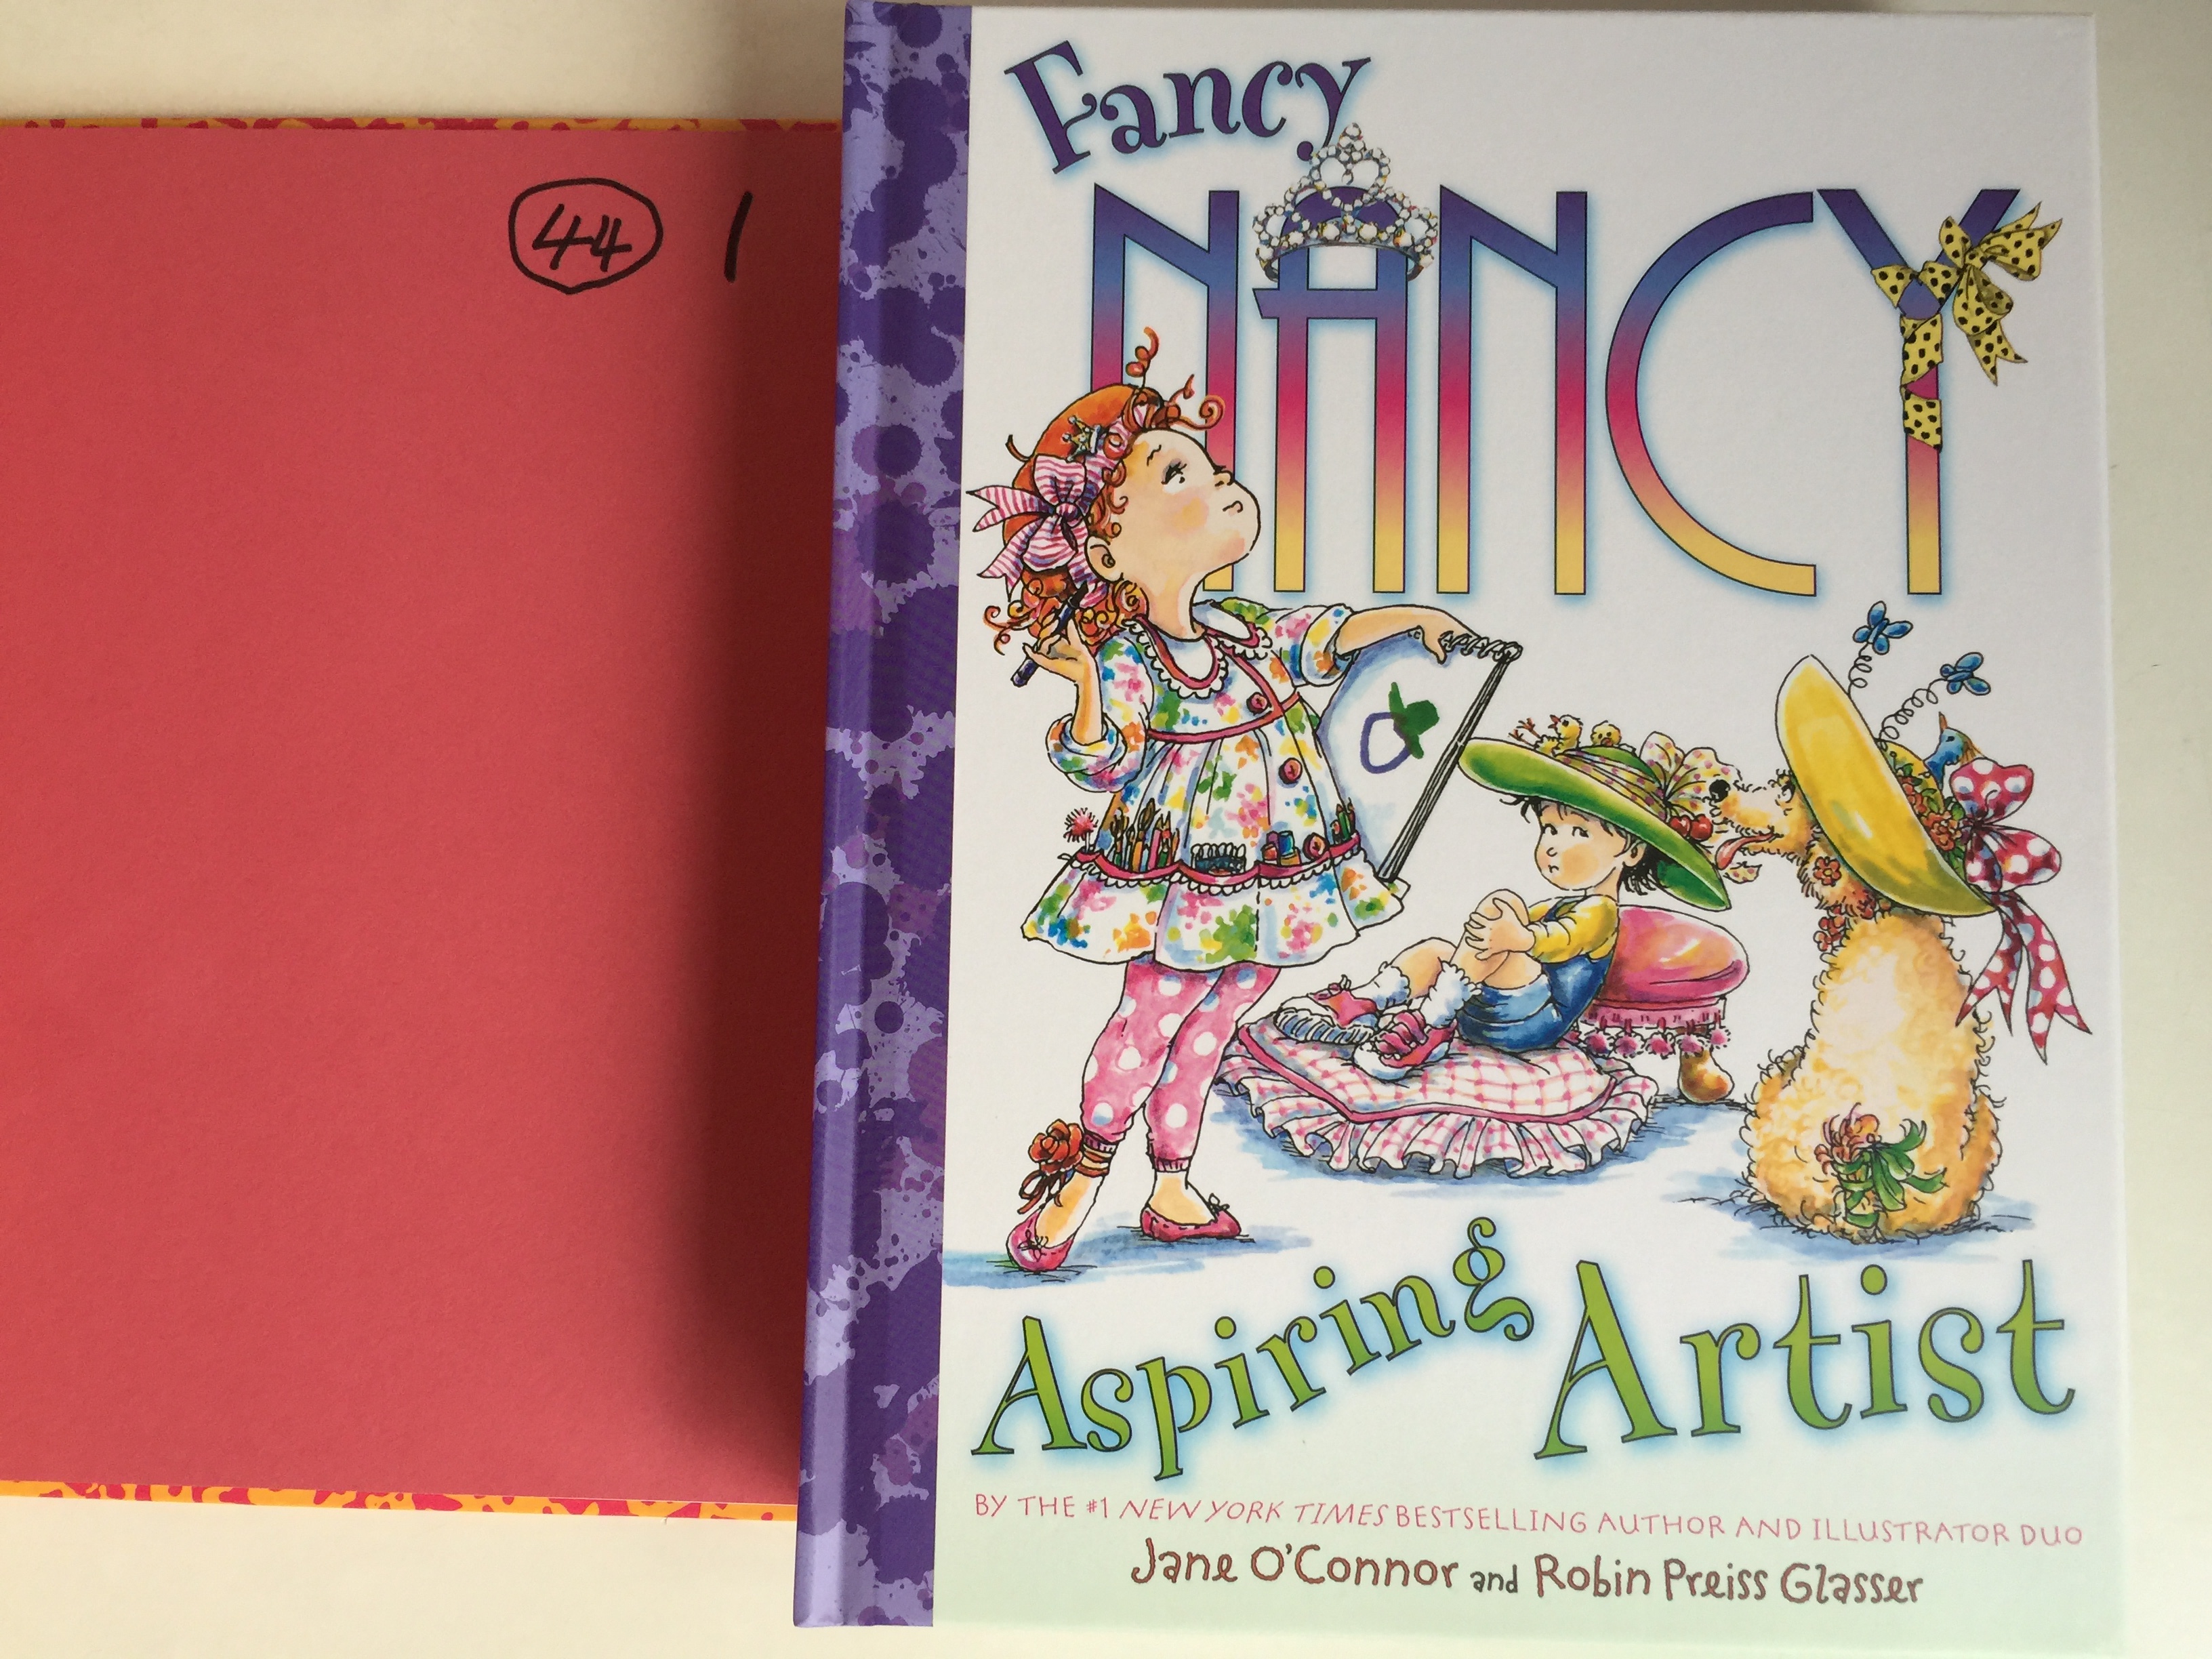 44 1
Fancy
NANCY
Aspiring Artist
BY THE #1 NEW YORK TIMES BESTSELLING AUTHOR AND ILLUSTRATOR DUO
Jane O'Connor and Robin Preiss Glasser